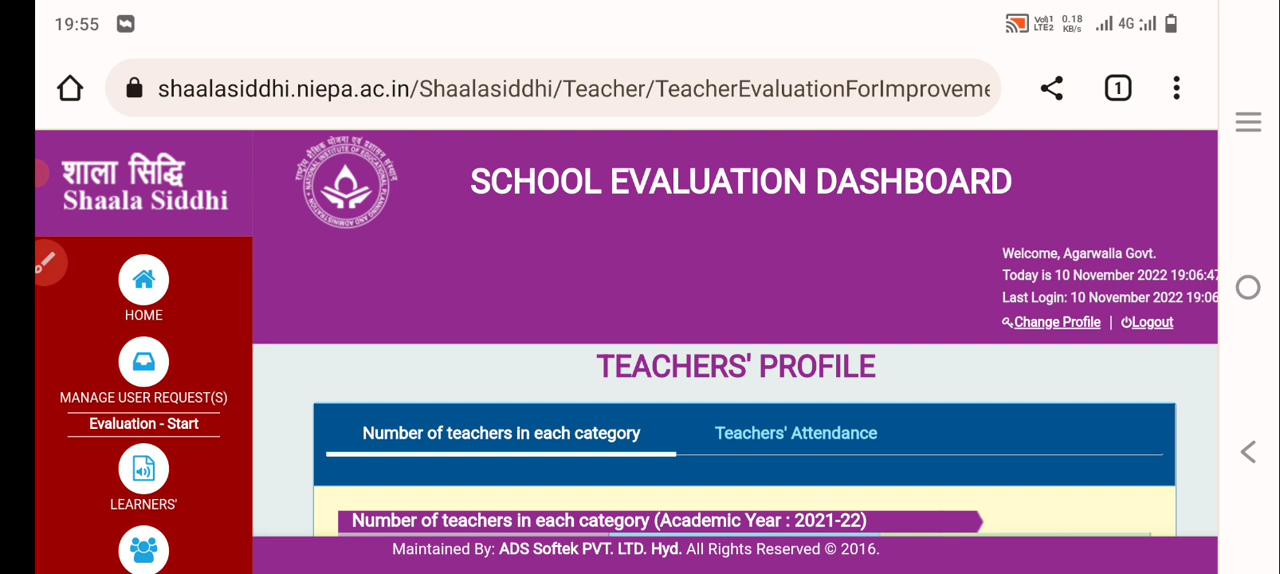 19:55
Vo)) 1
LTE2
0.18
KB/s
4G
shaalasiddhi.niepa.ac.in/Shaalasiddhi/Teacher/TeacherEvaluationForImproveme
1
शाला सिद्धि
Shaala Siddhi
SCHOOL EVALUATION DASHBOARD
Welcome, Agarwalla Govt.
Today is 10 November 2022 19:06:47
Last Login: 10 November 2022 19:06
Change Profile | Logout
HOME
MANAGE USER REQUEST(S)
Evaluation - Start
LEARNERS'
TEACHERS' PROFILE
Number of teachers in each category
Teachers' Attendance
Number of teachers in each category (Academic Year : 2021-22)
Maintained By: ADS Softek PVT. LTD. Hyd. All Rights Reserved © 2016.